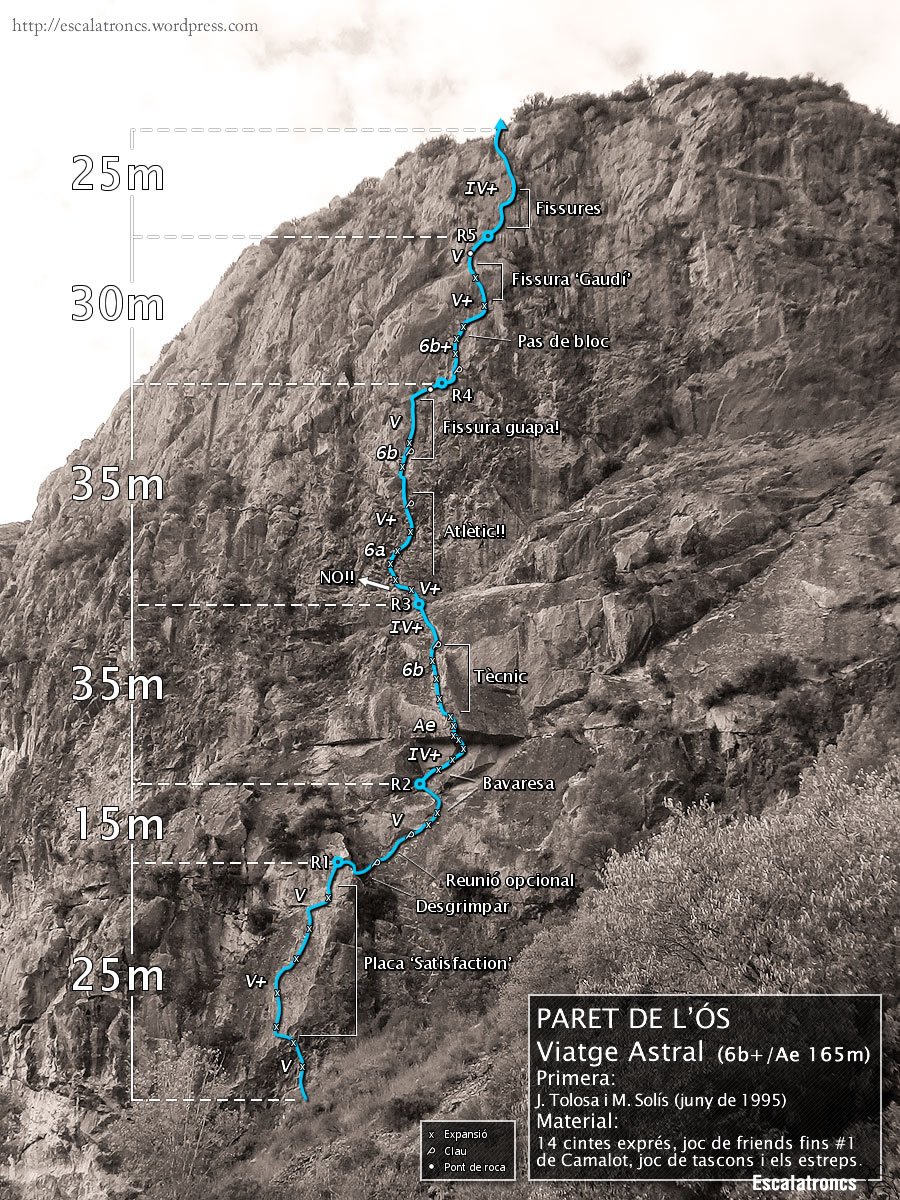 http://escalatroncs.wordpress.com
25m
IV+
Fissures
R5
V
Fissura ‘Gaudí’
30m
V+
6b+
Pas de bloc
R4
V
Fissura guapa!
6b
35m
V+
Atlètic!!
6a
NO!!
V+
R3
IV+
6b
Tècnic
35m
Ae
IV+
R2
Bavaresa
15m
V
R1
Reunió opcional
V
Desgrimpar
Placa ‘Satisfaction’
25m
V+
V
PARET DE L’ÓS
Viatge Astral (6b+/Ae 165m)
Primera:
J. Tolosa i M. Solís (juny de 1995)
Material:
14 cintes exprés, joc de friends fins #1
de Camalot, joc de tascons i els estreps.
x Expansió
Clau
Pont de roca
Escalatroncs